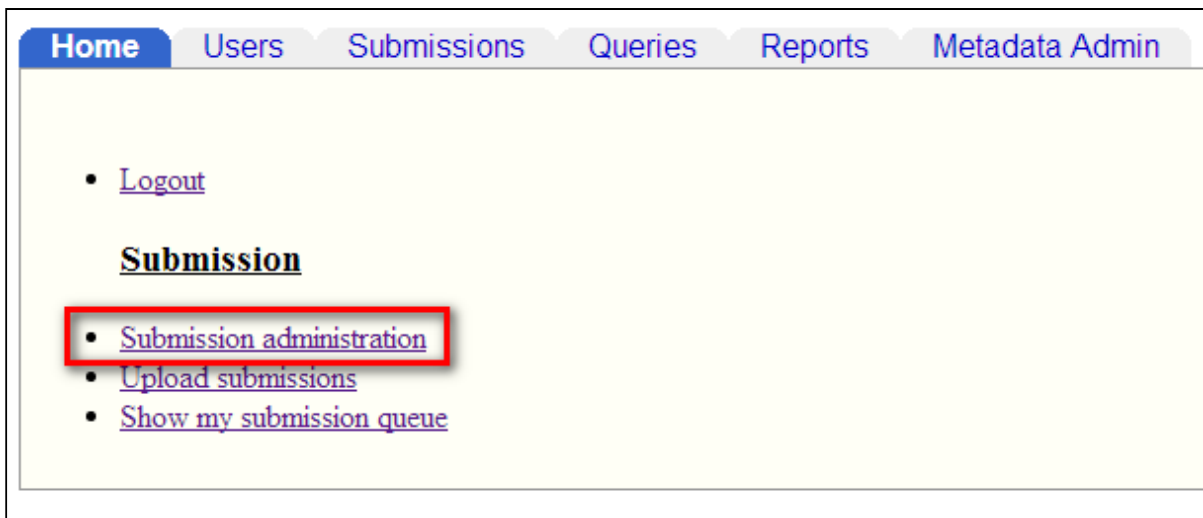 Home Users Submissions Queries Reports Metadata Admin
Logout
Submission
Submission administration
Upload submissions
Show my submission queue